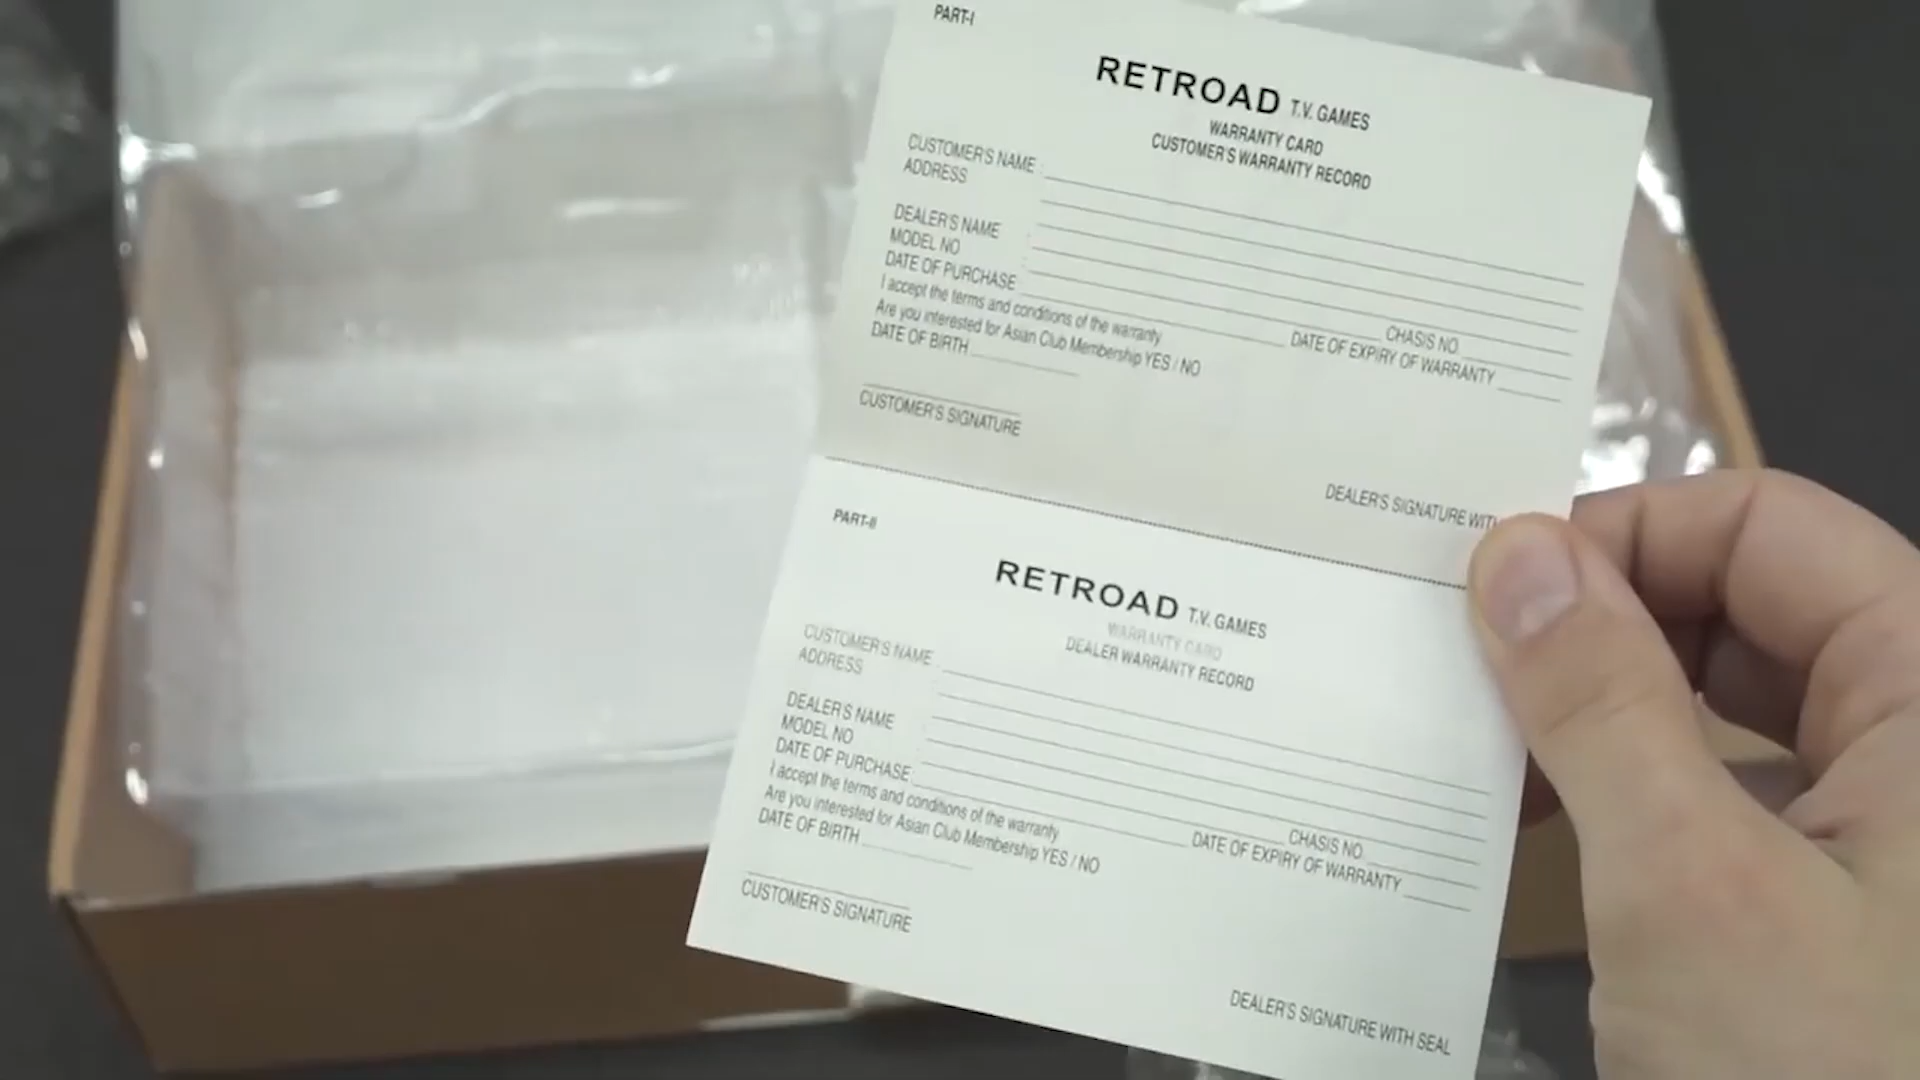 PART-I
RETROAD T.V. GAMES
WARRANTY CARD
CUSTOMER'S WARRANTY RECORD
CUSTOMER'S NAME :
ADDRESS
DEALER'S NAME :
MODEL NO CHASIS NO.
DATE OF PURCHASE : DATE OF EXPIRY OF WARRANTY
I accept the terms and conditions of the warranty
Are you interested for Asian Club Membership YES / NO
DATE OF BIRTH
CUSTOMER'S SIGNATURE
DEALER'S SIGNATURE WITH
PART-II
RETROAD T.V. GAMES
WARRANTY CARD
DEALER WARRANTY RECORD
CUSTOMER'S NAME :
ADDRESS
DEALER'S NAME :
MODEL NO CHASIS NO.
DATE OF PURCHASE : DATE OF EXPIRY OF WARRANTY
I accept the terms and conditions of the warranty
Are you interested for Asian Club Membership YES / NO
DATE OF BIRTH
CUSTOMER'S SIGNATURE
DEALER'S SIGNATURE WITH SEAL